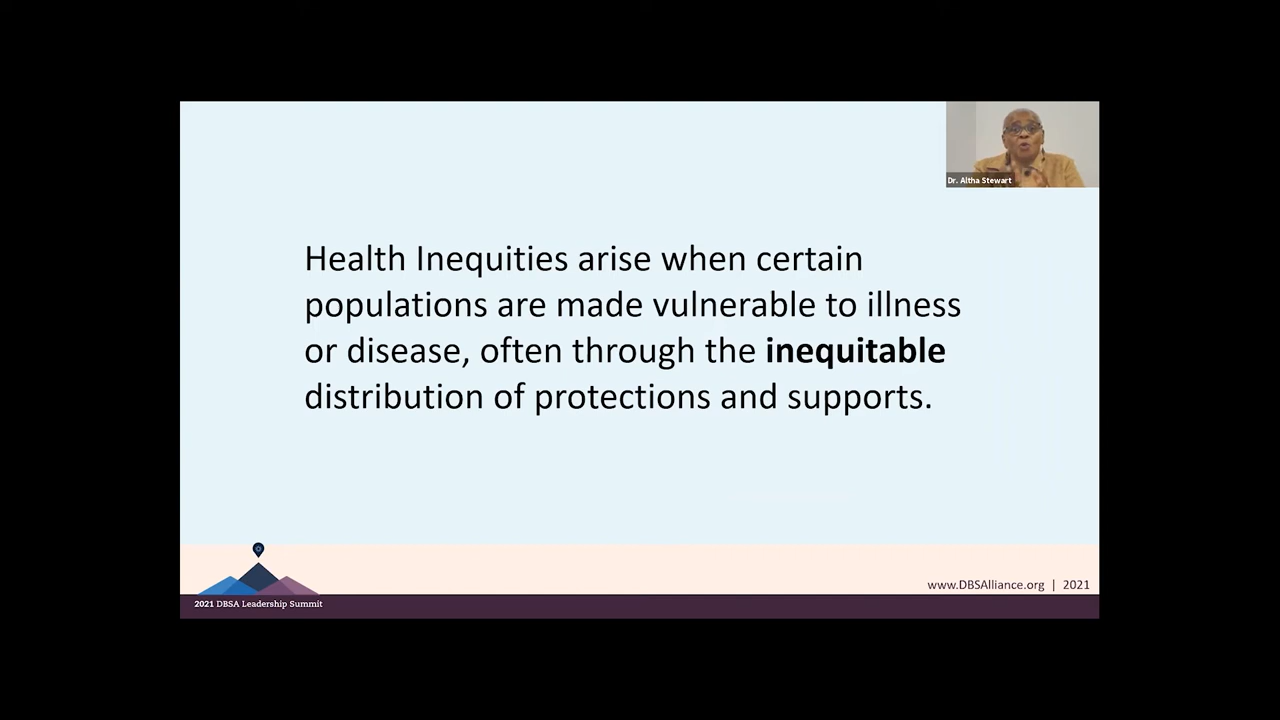 Dr. Altha Stewart
Health Inequities arise when certain
populations are made vulnerable to illness
or disease, often through the inequitable
distribution of protections and supports.
www.DBSAlliance.org | 2021
2021 DBSA Leadership Summit